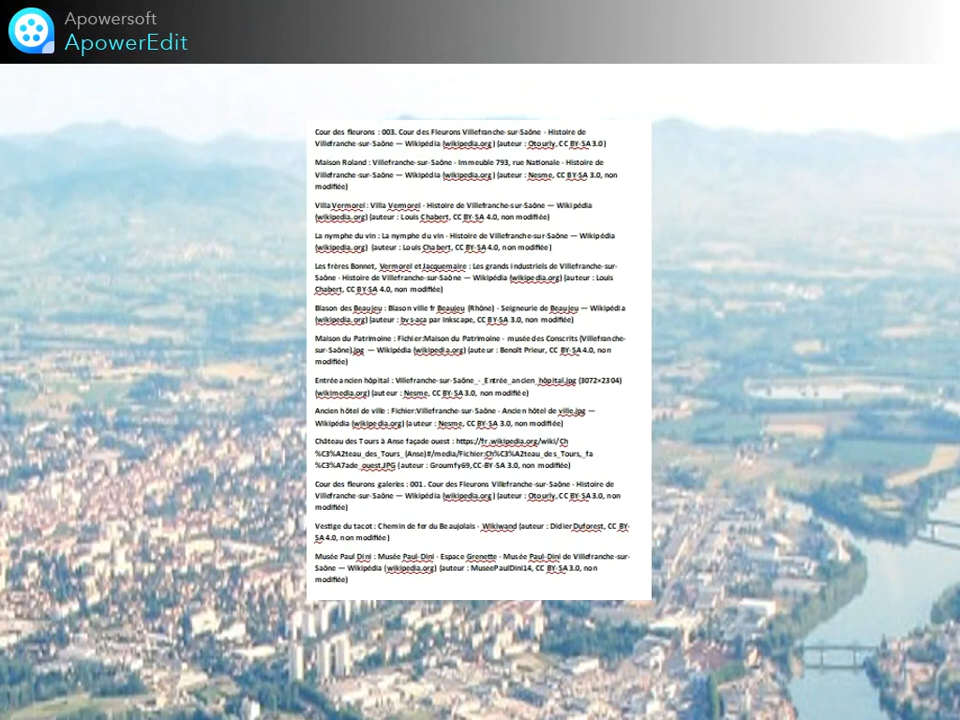 Apowersoft
ApowerEdit
Cour des fleurons : 003. Cour des Fleurons Villefranche-sur-Saône - Histoire de
Villefranche-sur-Saône — Wikipédia (wikipedia.org) (auteur : Otourly, CC BY-SA 3.0)
Maison Roland : Villefranche-sur-Saône - Immeuble 793, rue Nationale - Histoire de
Villefranche-sur-Saône — Wikipédia (wikipedia.org) (auteur : Nesme, CC BY-SA 3.0, non
modifiée)
Villa Vermorel : Villa Vermorel - Histoire de Villefranche-sur-Saône — Wikipédia
(wikipedia.org) (auteur : Louis Chabert, CC BY-SA 4.0, non modifiée)
La nymphe du vin : La nymphe du vin - Histoire de Villefranche-sur-Saône — Wikipédia
(wikipedia.org) (auteur : Louis Chabert, CC BY-SA 4.0, non modifiée)
Les frères Bonnet, Vermorel et Jacquemaire : Les grands industriels de Villefranche-sur-
Saône - Histoire de Villefranche-sur-Saône — Wikipédia (wikipedia.org) (auteur : Louis
Chabert, CC BY-SA 4.0, non modifiée)
Blason des Beaujeu : Blason ville fr Beaujeu (Rhône) - Seigneurie de Beaujeu — Wikipédia
(wikipedia.org) (auteur : bysaca par Inkscape, CC BY-SA 3.0, non modifiée)
Maison du Patrimoine : Fichier:Maison du Patrimoine - musée des Conscrits (Villefranche-
sur-Saône).jpg — Wikipédia (wikipedia.org) (auteur : Benoît Prieur, CC BY-SA 4.0, non
modifiée)
Entrée ancien hôpital : Villefranche-sur-Saône_-_Entrée_ancien_hôpital.jpg (3072×2304)
(wikimedia.org) (auteur : Nesme, CC BY-SA 3.0, non modifiée)
Ancien hôtel de ville : Fichier:Villefranche-sur-Saône - Ancien hôtel de ville.jpg —
Wikipédia (wikipedia.org) (auteur : Nesme, CC BY-SA 3.0, non modifiée)
Château des Tours à Anse façade ouest : https://fr.wikipedia.org/wiki/Ch
%C3%A2teau_des_Tours_(Anse)#/media/Fichier:Ch%C3%A2teau_des_Tours,_fa
%C3%A7ade_ouest.JPG (auteur : Groumfy69, CC-BY-SA 3.0, non modifiée)
Cour des fleurons galeries : 001. Cour des Fleurons Villefranche-sur-Saône - Histoire de
Villefranche-sur-Saône — Wikipédia (wikipedia.org) (auteur : Otourly, CC BY-SA 3.0, non
modifiée)
Vestige du tacot : Chemin de fer du Beaujolais - Wikiwand (auteur : Didier Duforest, CC BY-
SA 4.0, non modifiée)
Musée Paul Dini : Musée Paul-Dini - Espace Grenette - Musée Paul-Dini de Villefranche-sur-
Saône — Wikipédia (wikipedia.org) (auteur : MuseePaulDini14, CC BY-SA 3.0, non
modifiée)